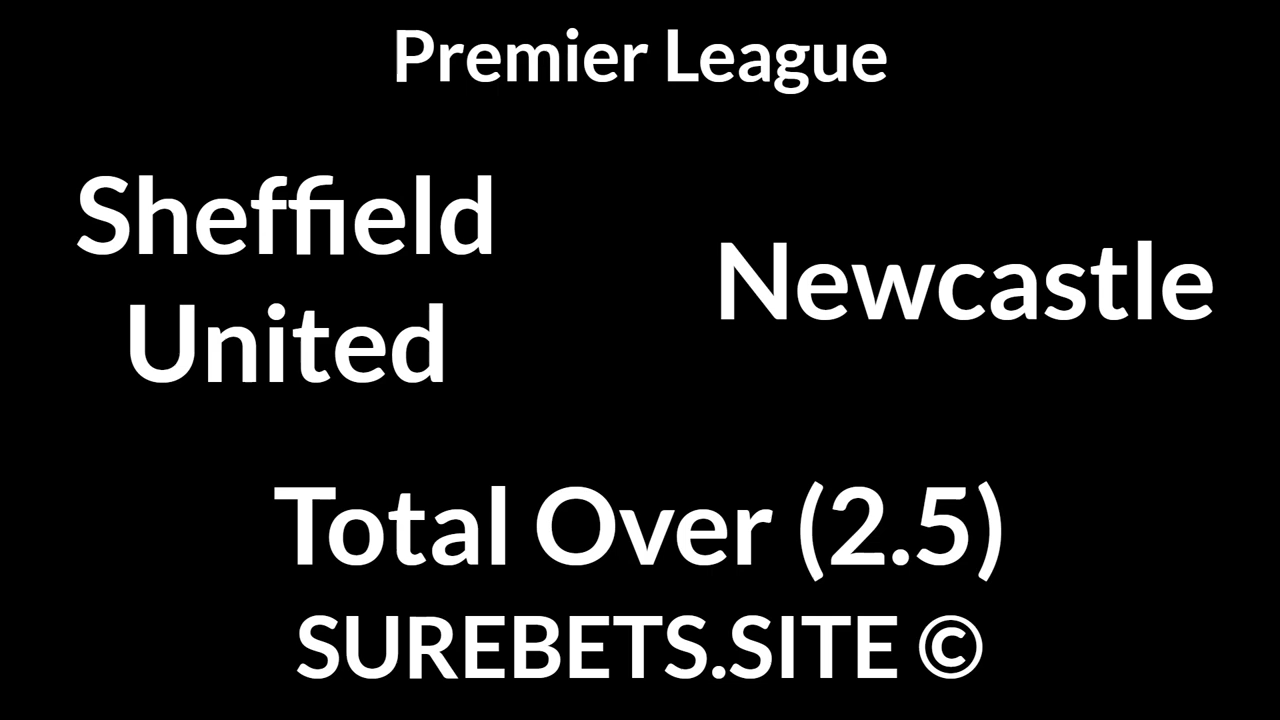 Premier League
Sheffield
United
Newcastle
Total Over (2.5)
SUREBETS.SITE ©